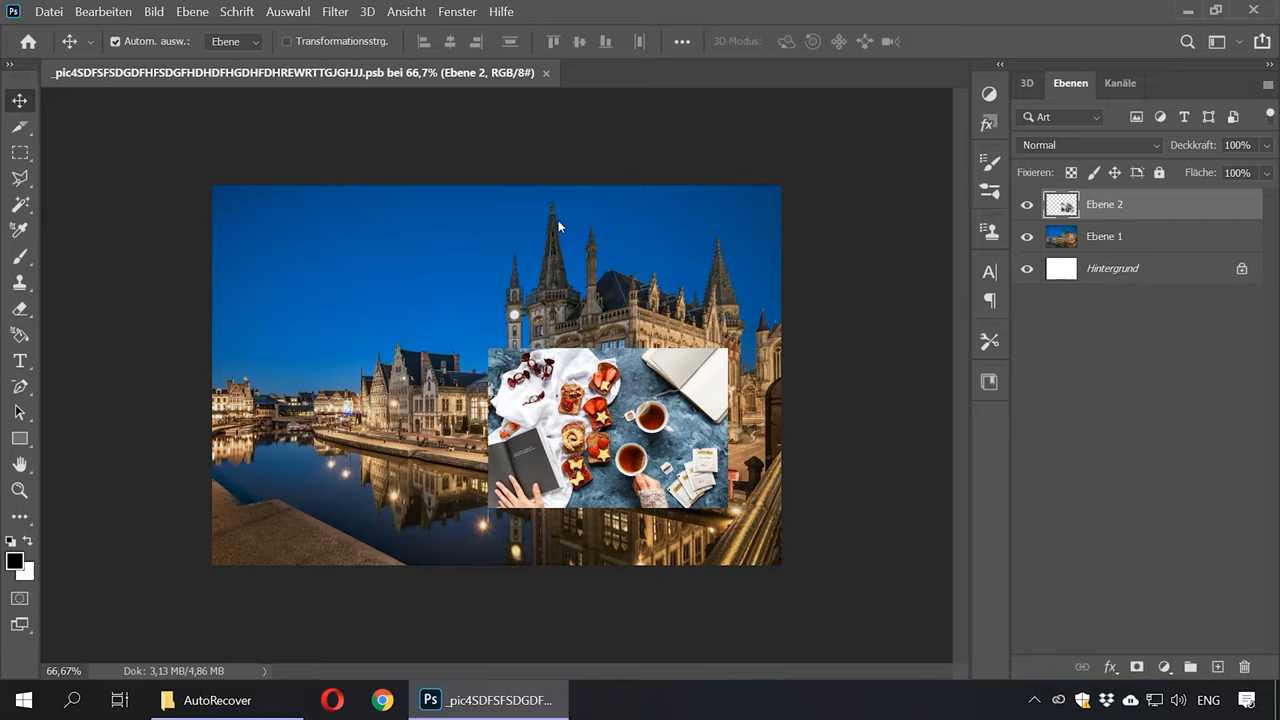 Ps Datei Bearbeiten Bild Ebene Schrift Auswahl Filter 3D Ansicht Fenster Hilfe
Autom. ausw.: Ebene Transformationsstrg. 3D-Modus:
_pic4SDFSFSDGDFHFSDGFHDHDFHGDHFDHREWRTTGJGHJJ.psb bei 66,7% (Ebene 2, RGB/8#)
3D Ebenen Kanäle
Art
Normal Deckkraft: 100%
Fixieren: Fläche: 100%
Ebene 2
Ebene 1
Hintergrund
66,67% Dok: 3,13 MB/4,86 MB
AutoRecover Ps _pic4SDFSFSDGDF... ENG